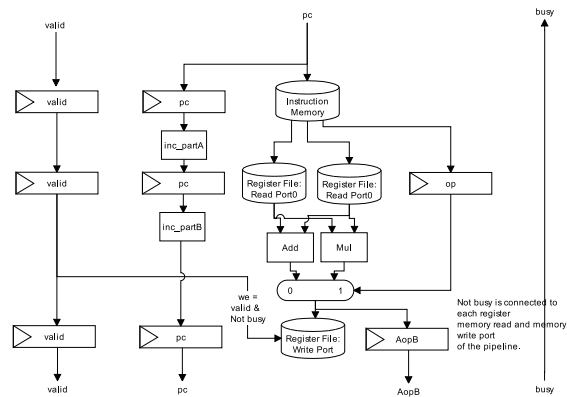 busy
pc
valid
valid
pc
Instruction
Memory
inc_partA
valid
pc
Register File:
Read Port0
Register File:
Read Port0
op
inc_partB
Add
Mul
0
1
we =
valid &
Not busy
Not busy is connected to
each register
memory read and memory
write port
of the pipeline.
valid
pc
Register File:
Write Port
AopB
valid
pc
AopB
busy